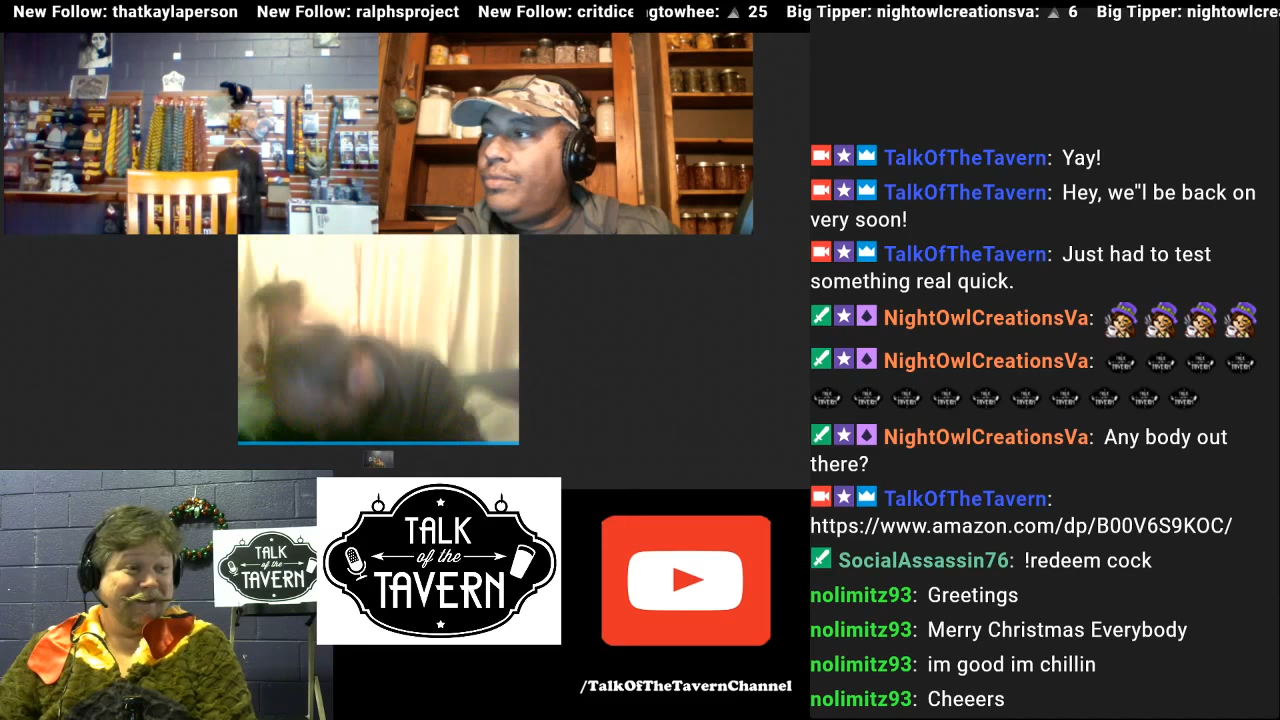 New Follow: thatkaylaperson New Follow: ralphsproject New Follow: critdice ngtowhee: 25 Big Tipper: nightowlcreationsva: 6 Big Tipper: nightowlcre
TalkOfTheTavern: Yay!
TalkOfTheTavern: Hey, we"l be back on
very soon!
TalkOfTheTavern: Just had to test
something real quick.
NightOwlCreationsVa:
NightOwlCreationsVa:
NightOwlCreationsVa: Any body out
there?
TalkOfTheTavern:
https://www.amazon.com/dp/B00V6S9KOC/
SocialAssassin76: !redeem cock
nolimitz93: Greetings
nolimitz93: Merry Christmas Everybody
nolimitz93: im good im chillin
nolimitz93: Cheeers
TALK
of the
TAVERN
TALK
of the
TAVERN
/TalkOfTheTavernChannel